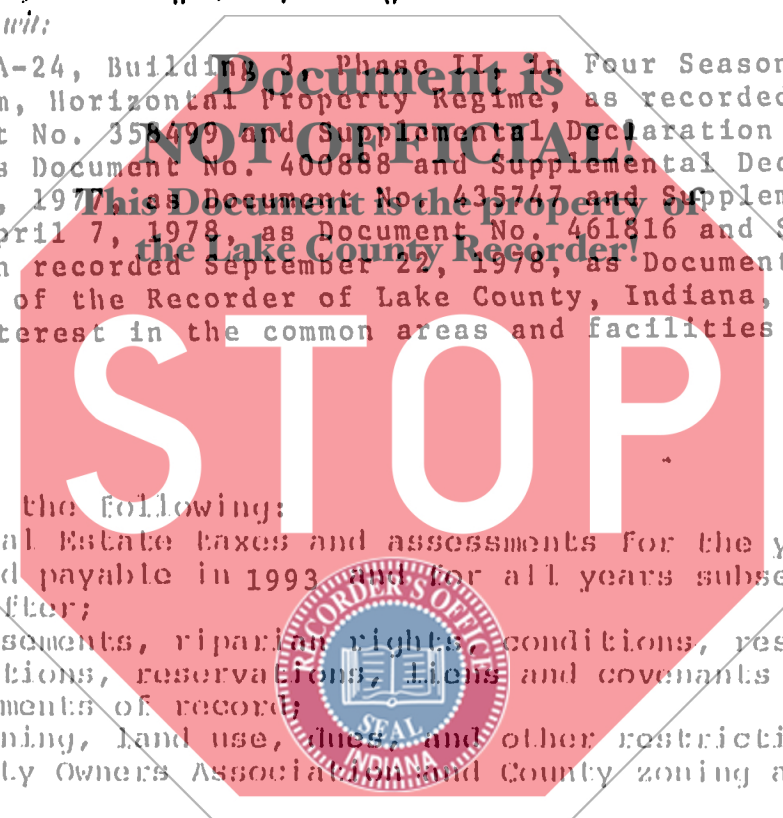 wit:
A-24, Building 3, Phase II, in Four Season
m, Horizontal Property Regime, as recorded
t No. 358499 and Supplemental Declaration
s Document No. 400888 and Supplemental Dec
, 1977, as Document No. 435747 and Supplem
pril 7, 1978, as Document No. 461816 and S
n recorded September 22, 1978, as Document
of the Recorder of Lake County, Indiana,
terest in the common areas and facilities
Document is
NOT OFFICIAL!
This Document is the property of
the Lake County Recorder!
STOP
the following:
al Estate taxes and assessments for the y
d payable in 1993 and for all years subse
fter;
sements, riparian rights, conditions, res
tions, reservations, liens and covenants
ments of record;
ning, land use, dues, and other restricti
ty Owners Association and County zoning a
RECORDER'S OFFICE
SEAL
INDIANA